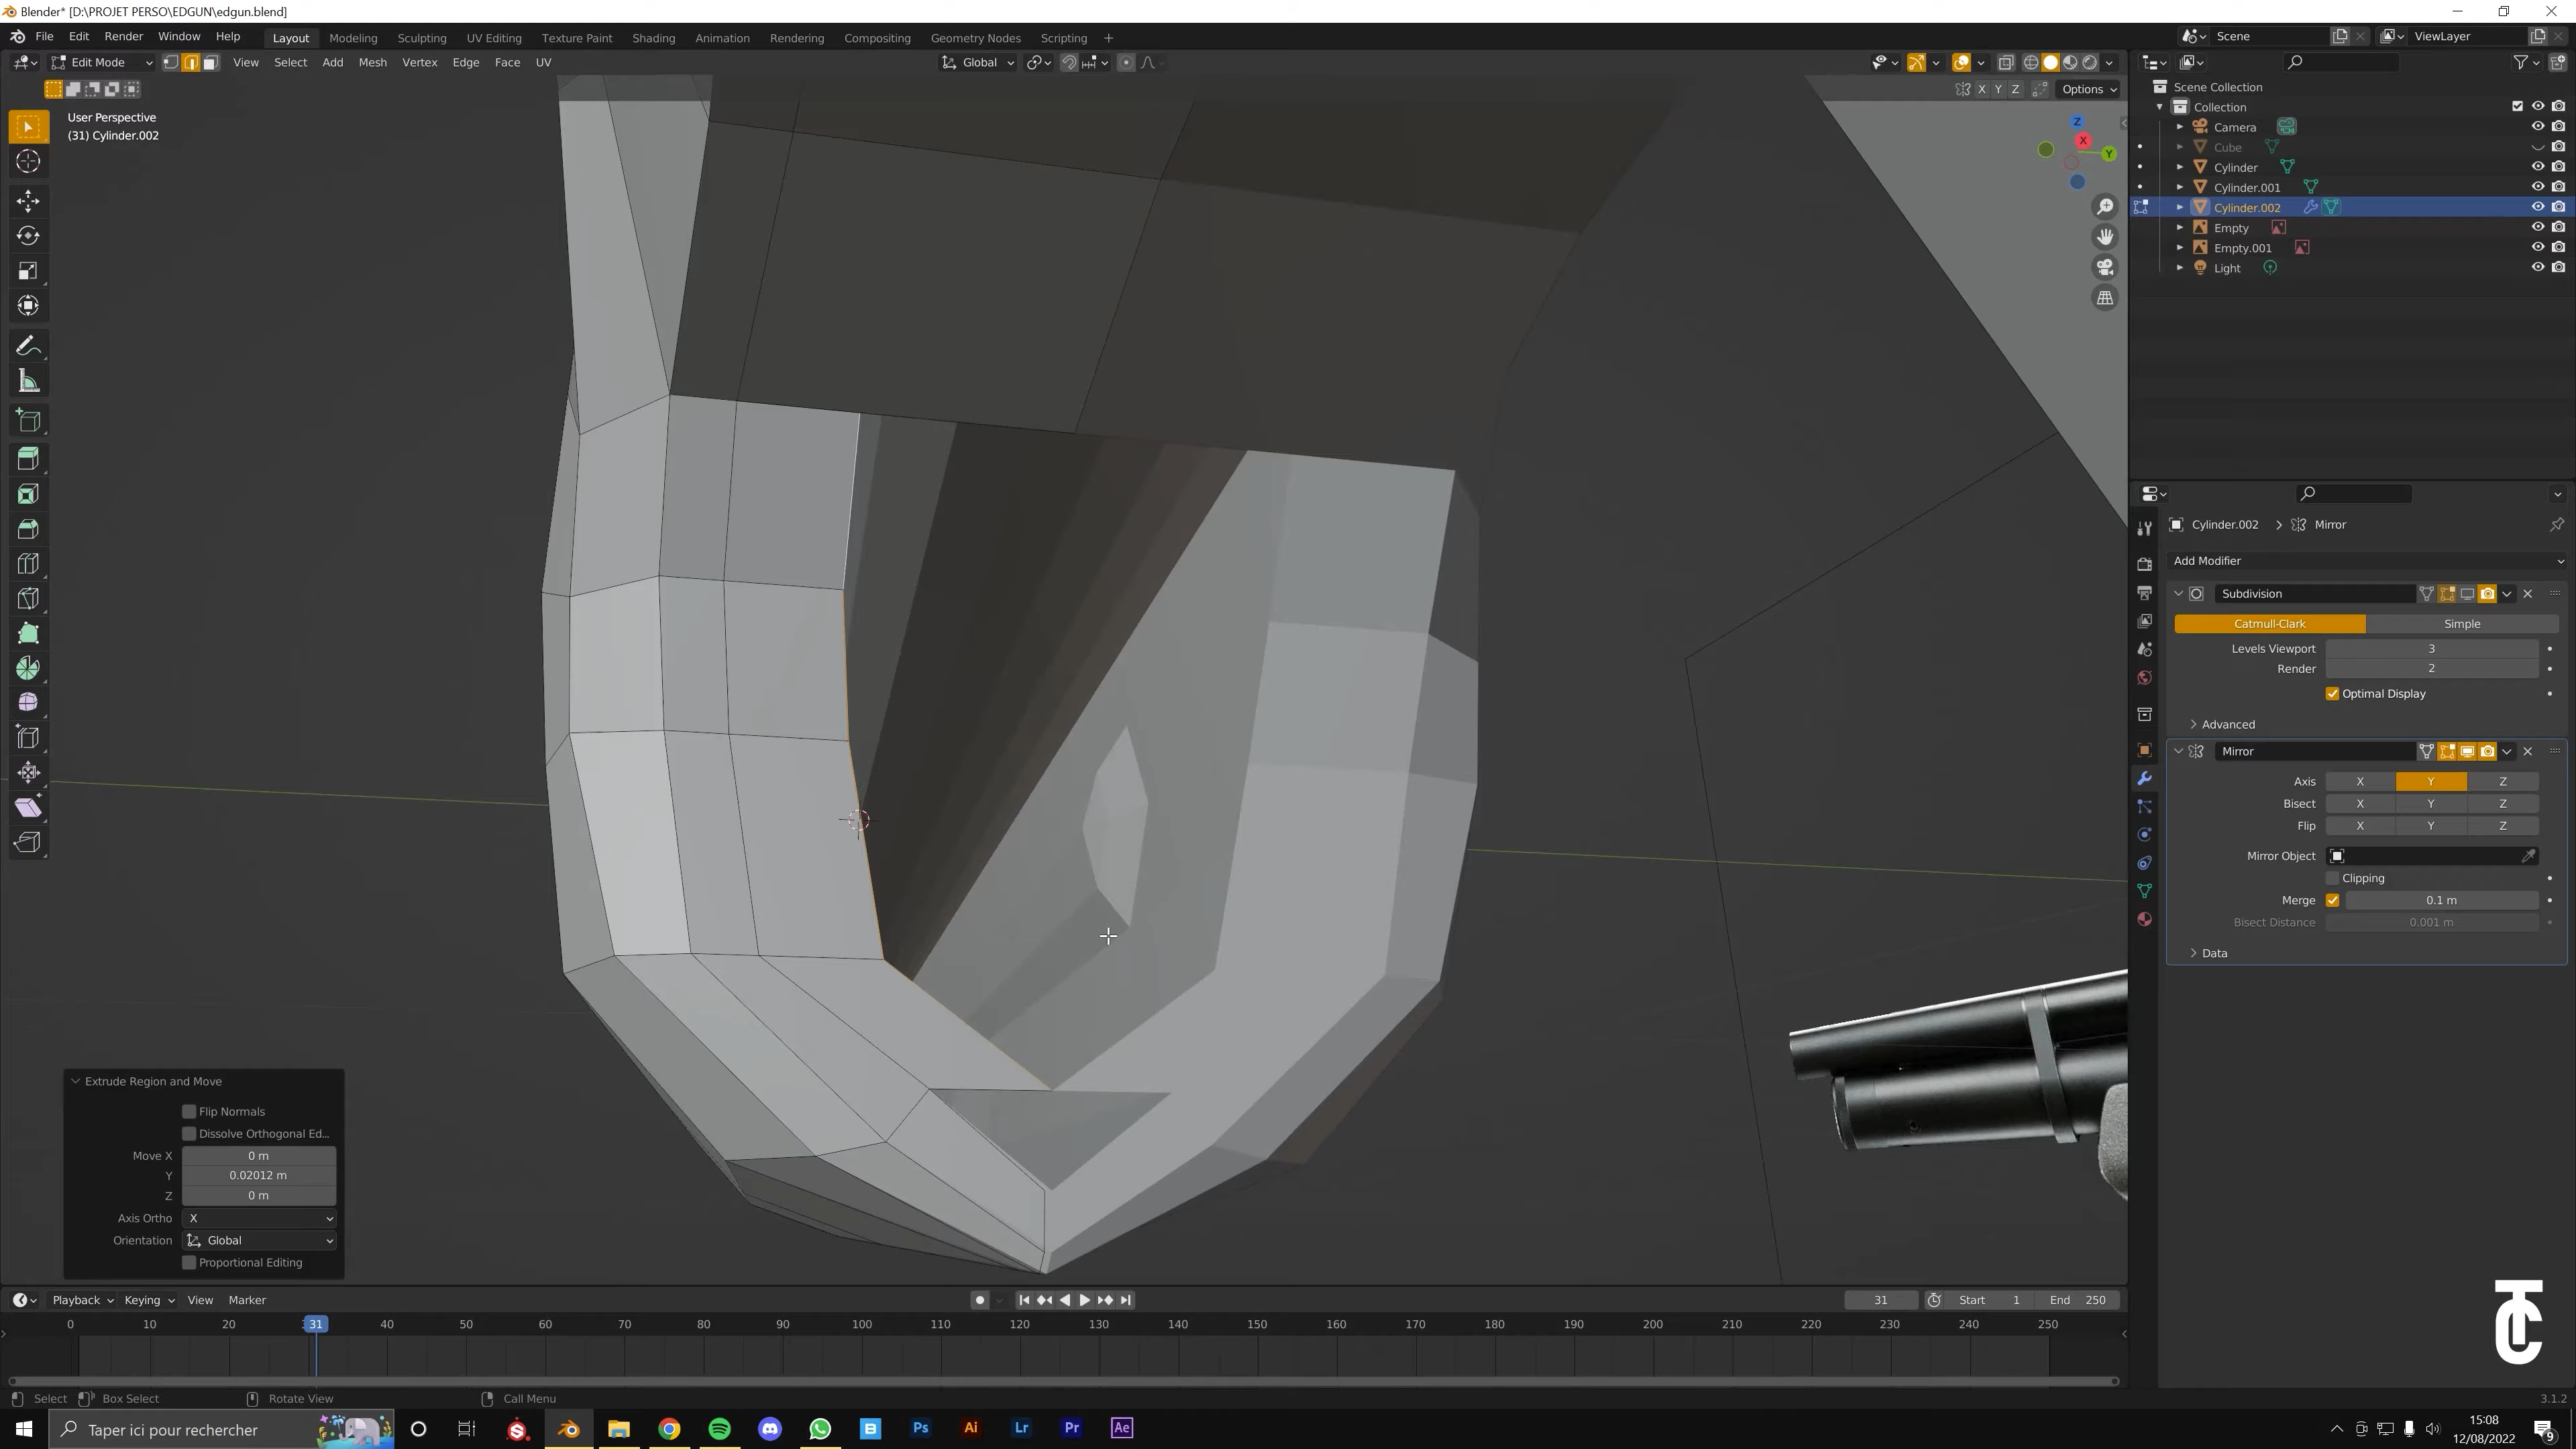 Blender* [D:\PROJET PERSO\EDGUN\edgun.blend]
File Edit Render Window Help Layout Modeling Sculpting UV Editing Texture Paint Shading Animation Rendering Compositing Geometry Nodes Scripting + Scene ViewLayer
Edit Mode View Select Add Mesh Vertex Edge Face UV Global
X Y Z Options
User Perspective
(31) Cylinder.002
Z
X
Y
Scene Collection
Collection
Camera
Cube
Cylinder
Cylinder.001
Cylinder.002
Empty
Empty.001
Light
Cylinder.002 > Mirror
Add Modifier
Subdivision
Catmull-Clark Simple
Levels Viewport 3
Render 2
Optimal Display
Advanced
Mirror
Axis X Y Z
Bisect X Y Z
Flip X Y Z
Mirror Object
Clipping
Merge 0.1 m
Bisect Distance 0.001 m
Data
Extrude Region and Move
Flip Normals
Dissolve Orthogonal Ed...
Move X 0 m
Y 0.02012 m
Z 0 m
Axis Ortho X
Orientation Global
Proportional Editing
TC
Playback Keying View Marker 31 Start 1 End 250
0 10 20 31 40 50 60 70 80 90 100 110 120 130 140 150 160 170 180 190 200 210 220 230 240 250
Select Box Select Rotate View Call Menu 3.1.2
Taper ici pour rechercher Ps Ai Lr Pr Ae
15:08
12/08/2022
9